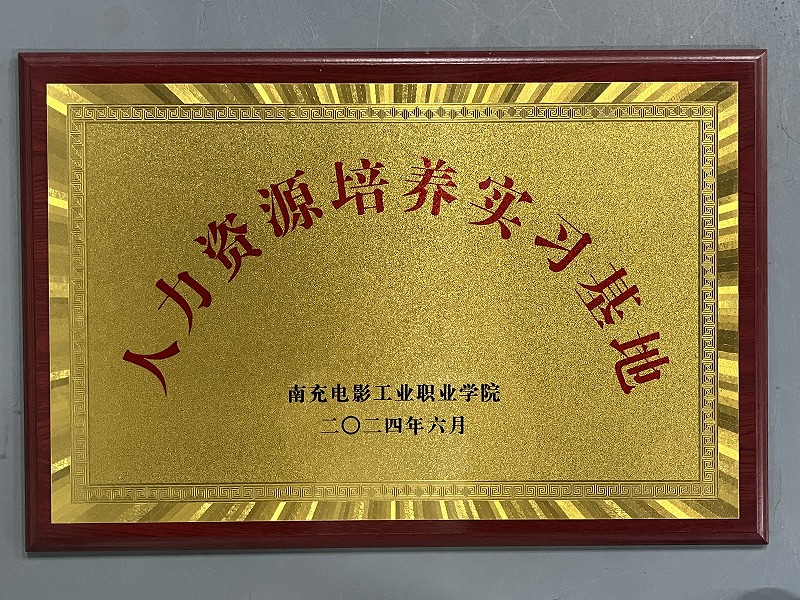 人力资源培养实习基地
南充电影工业职业学院
二〇二四年六月